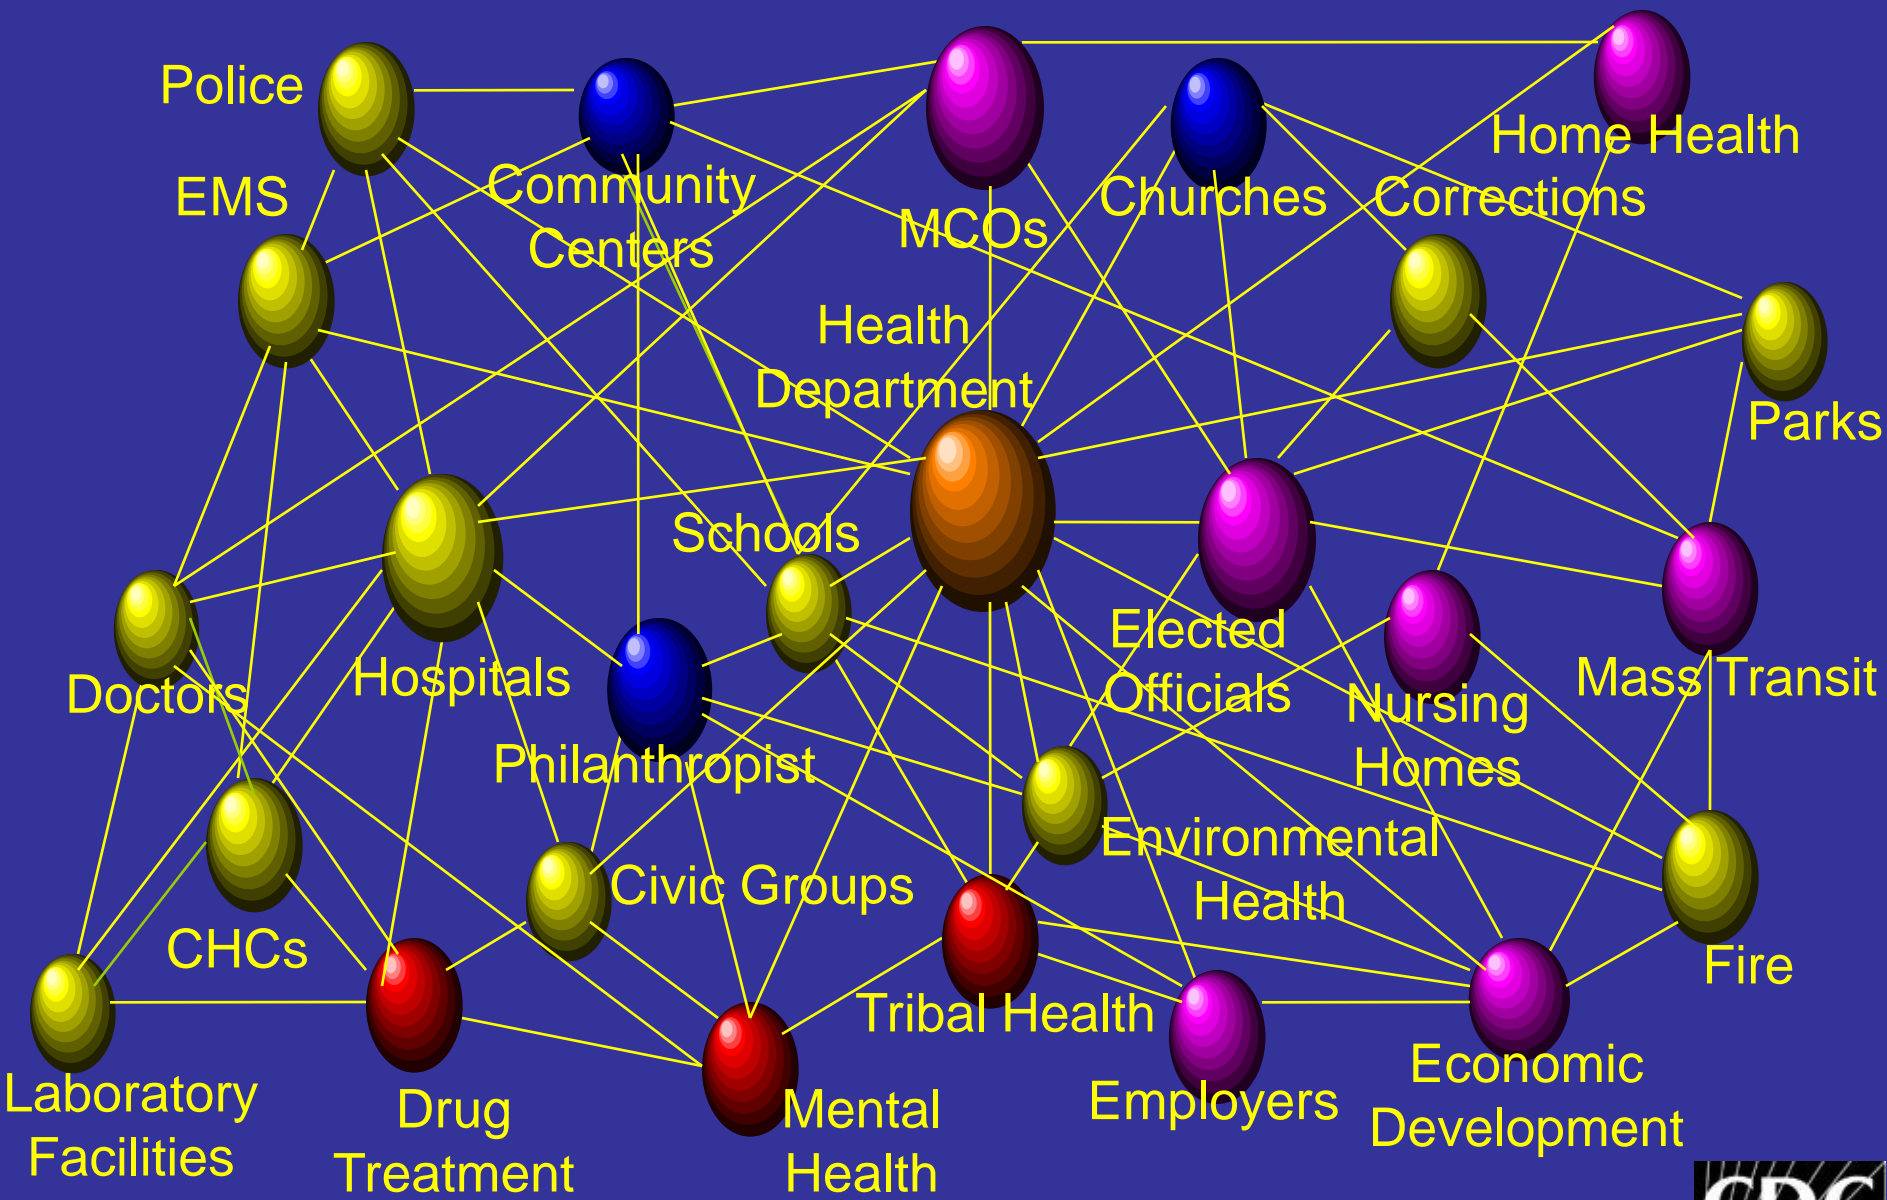 Police
Home Health
EMS
Community
Centers
MCOs
Churches
Corrections
Health
Department
Parks
Schools
Doctors
Hospitals
Elected
Officials
Nursing
Homes
Mass Transit
Philanthropist
Environmental
Health
Civic Groups
CHCs
Fire
Tribal Health
Laboratory
Facilities
Drug
Treatment
Mental
Health
Employers
Economic
Development
CDC